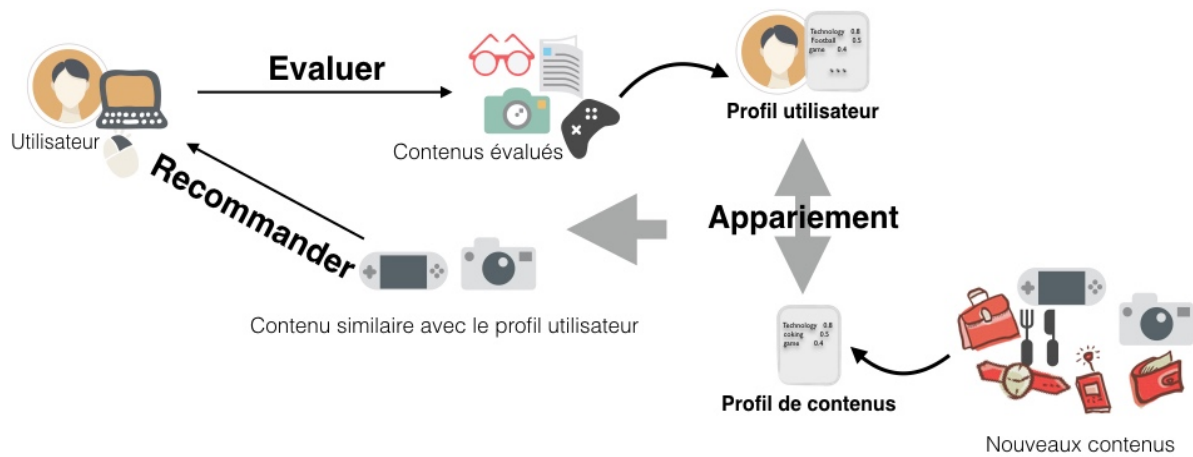 Evaluer
Technology 0.8
Football 0.5
game 0.4
Profil utilisateur
Utilisateur
Contenus évalués
Recommander
Appariement
Contenu similaire avec le profil utilisateur
Technology 0.8
coking 0.5
game 0.4
Profil de contenus
Nouveaux contenus